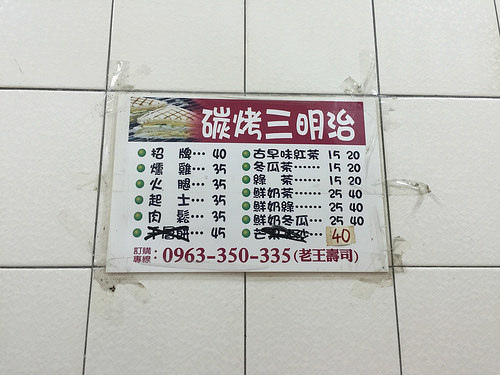 碳烤三明治
招牌… 40
燻雞… 35
火腿… 35
起士… 35
肉鬆… 35
… 45
古早味紅茶 15 20
冬瓜茶…… 15 20
綠茶…… 15 20
鮮奶茶… 25 40
鮮奶綠… 25 40
鮮奶冬瓜… 25 40
40
訂購專線：0963-350-335(老王壽司)